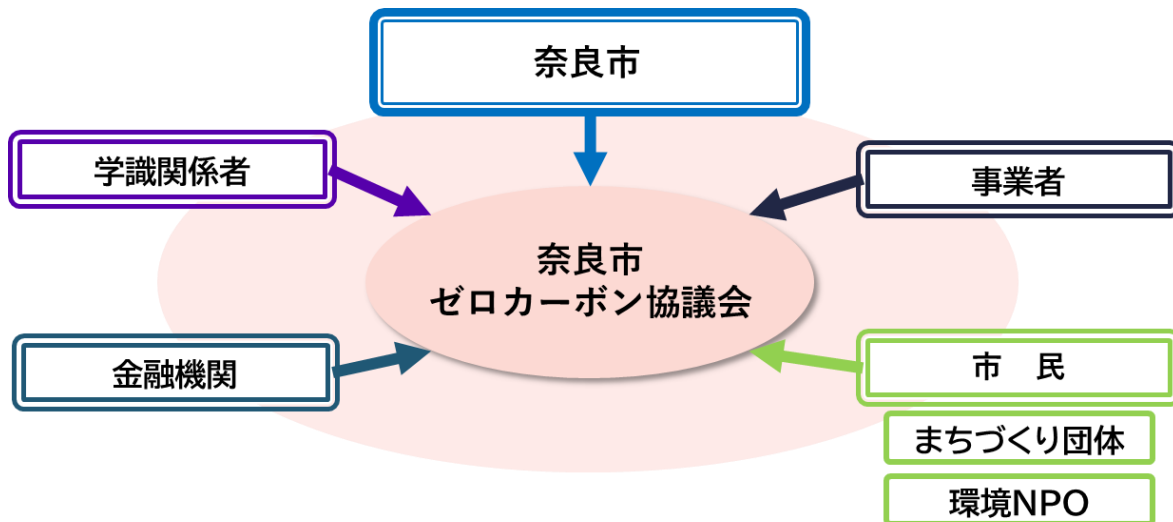 奈良市
学識関係者
事業者
奈良市
ゼロカーボン協議会
金融機関
市　民
まちづくり団体
環境NPO